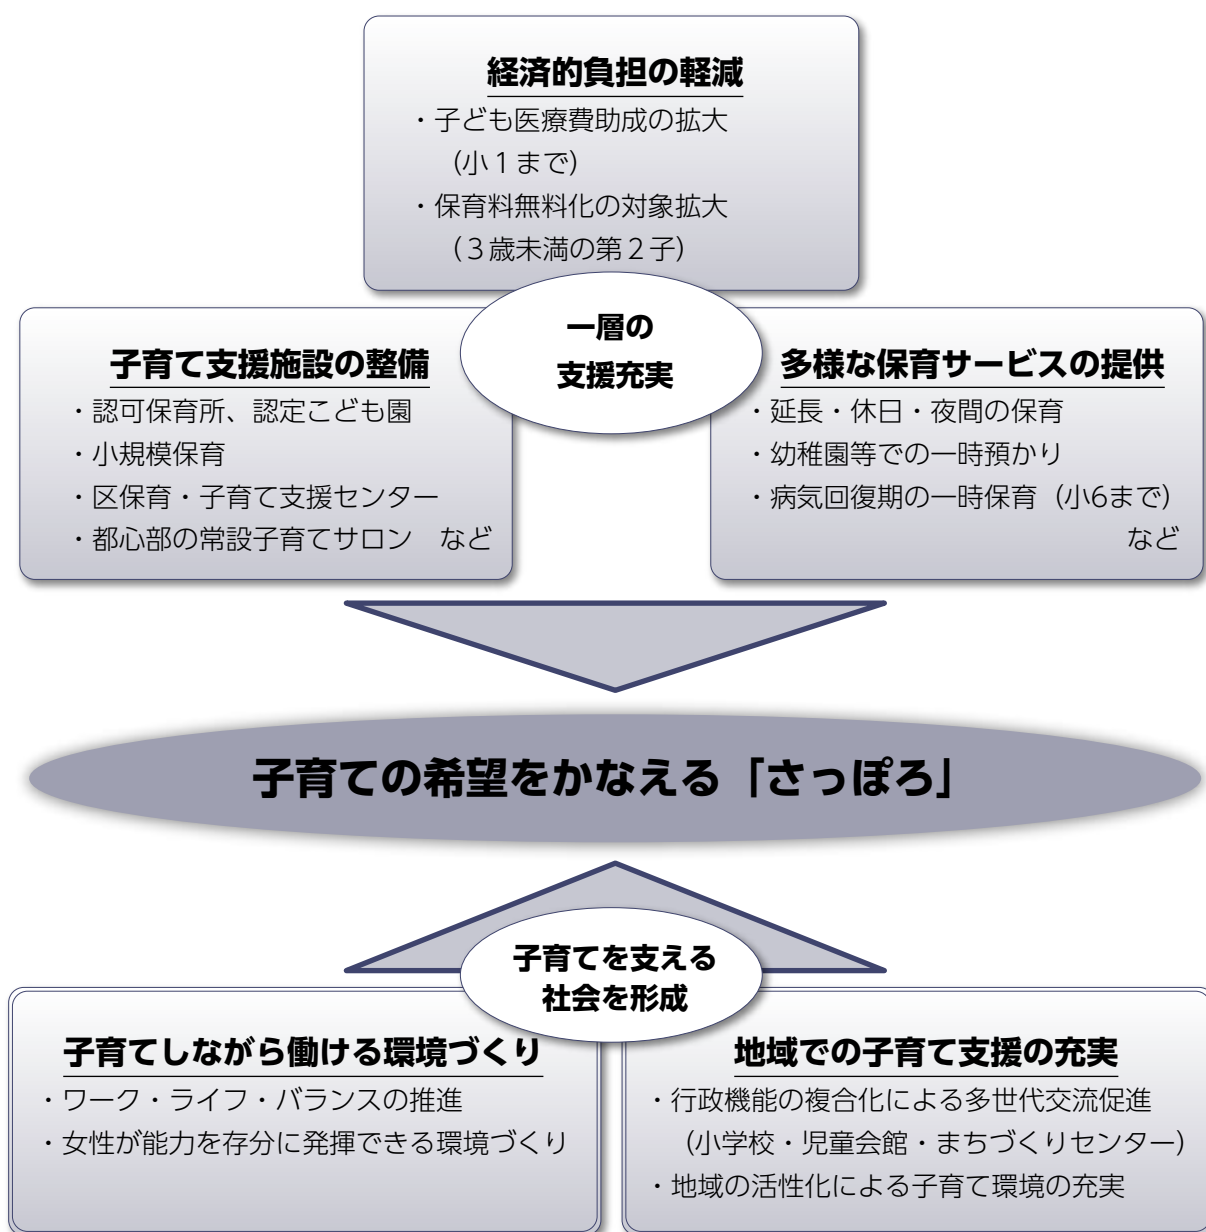 経済的負担の軽減
・子ども医療費助成の拡大
（小１まで）
・保育料無料化の対象拡大
（３歳未満の第２子）
一層の
支援充実
子育て支援施設の整備
・認可保育所、認定こども園
・小規模保育
・区保育・子育て支援センター
・都心部の常設子育てサロン　など
多様な保育サービスの提供
・延長・休日・夜間の保育
・幼稚園等での一時預かり
・病気回復期の一時保育（小6まで）
など
子育ての希望をかなえる「さっぽろ」
子育てを支える
社会を形成
子育てしながら働ける環境づくり
・ワーク・ライフ・バランスの推進
・女性が能力を存分に発揮できる環境づくり
地域での子育て支援の充実
・行政機能の複合化による多世代交流促進
（小学校・児童会館・まちづくりセンター）
・地域の活性化による子育て環境の充実